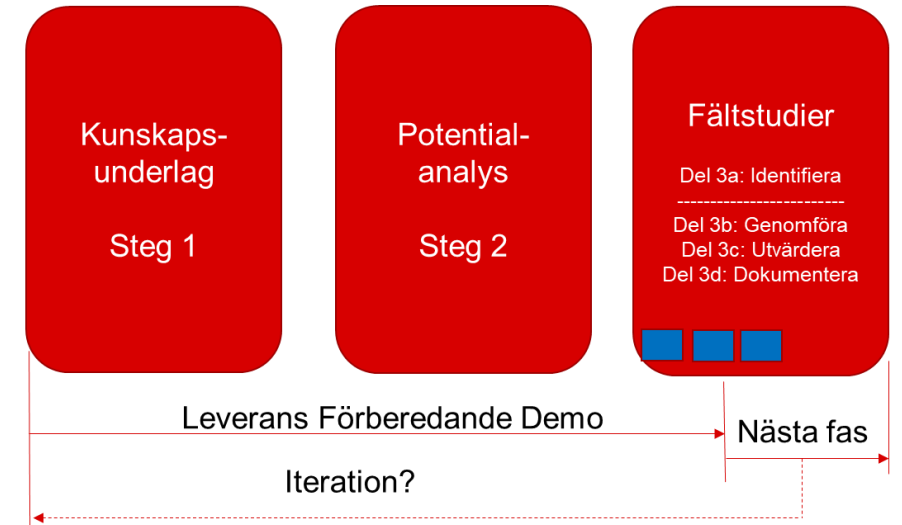 Kunskaps-
underlag
Steg 1
Potential-
analys
Steg 2
Fältstudier
Del 3a: Identifiera
-------------------------
Del 3b: Genomföra
Del 3c: Utvärdera
Del 3d: Dokumentera
Leverans Förberedande Demo
Nästa fas
Iteration?